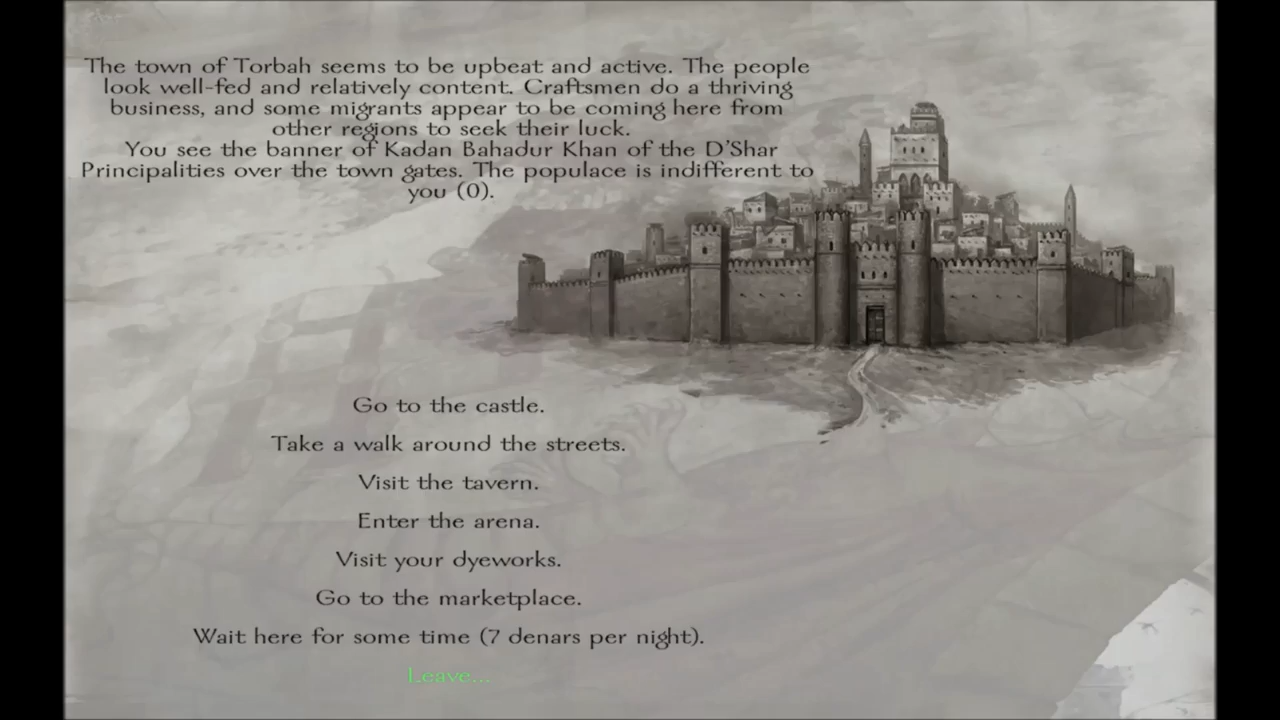 The town of Torbah seems to be upbeat and active. The people
look well-fed and relatively content. Craftsmen do a thriving
business, and some migrants appear to be coming here from
other regions to seek their luck.
You see the banner of Kadan Bahadur Khan of the D'Shar
Principalities over the town gates. The populace is indifferent to
you (0).
Go to the castle.
Take a walk around the streets.
Visit the tavern.
Enter the arena.
Visit your dyeworks.
Go to the marketplace.
Wait here for some time (7 denars per night).
Leave...